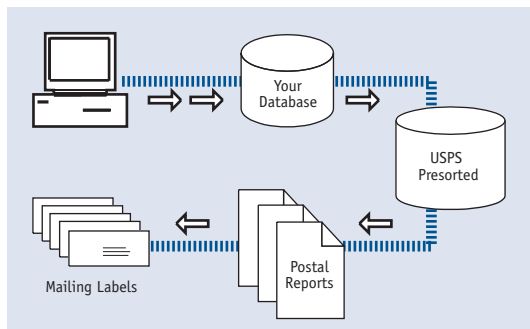 Your
Database
USPS
Presorted
Mailing Labels
Postal
Reports